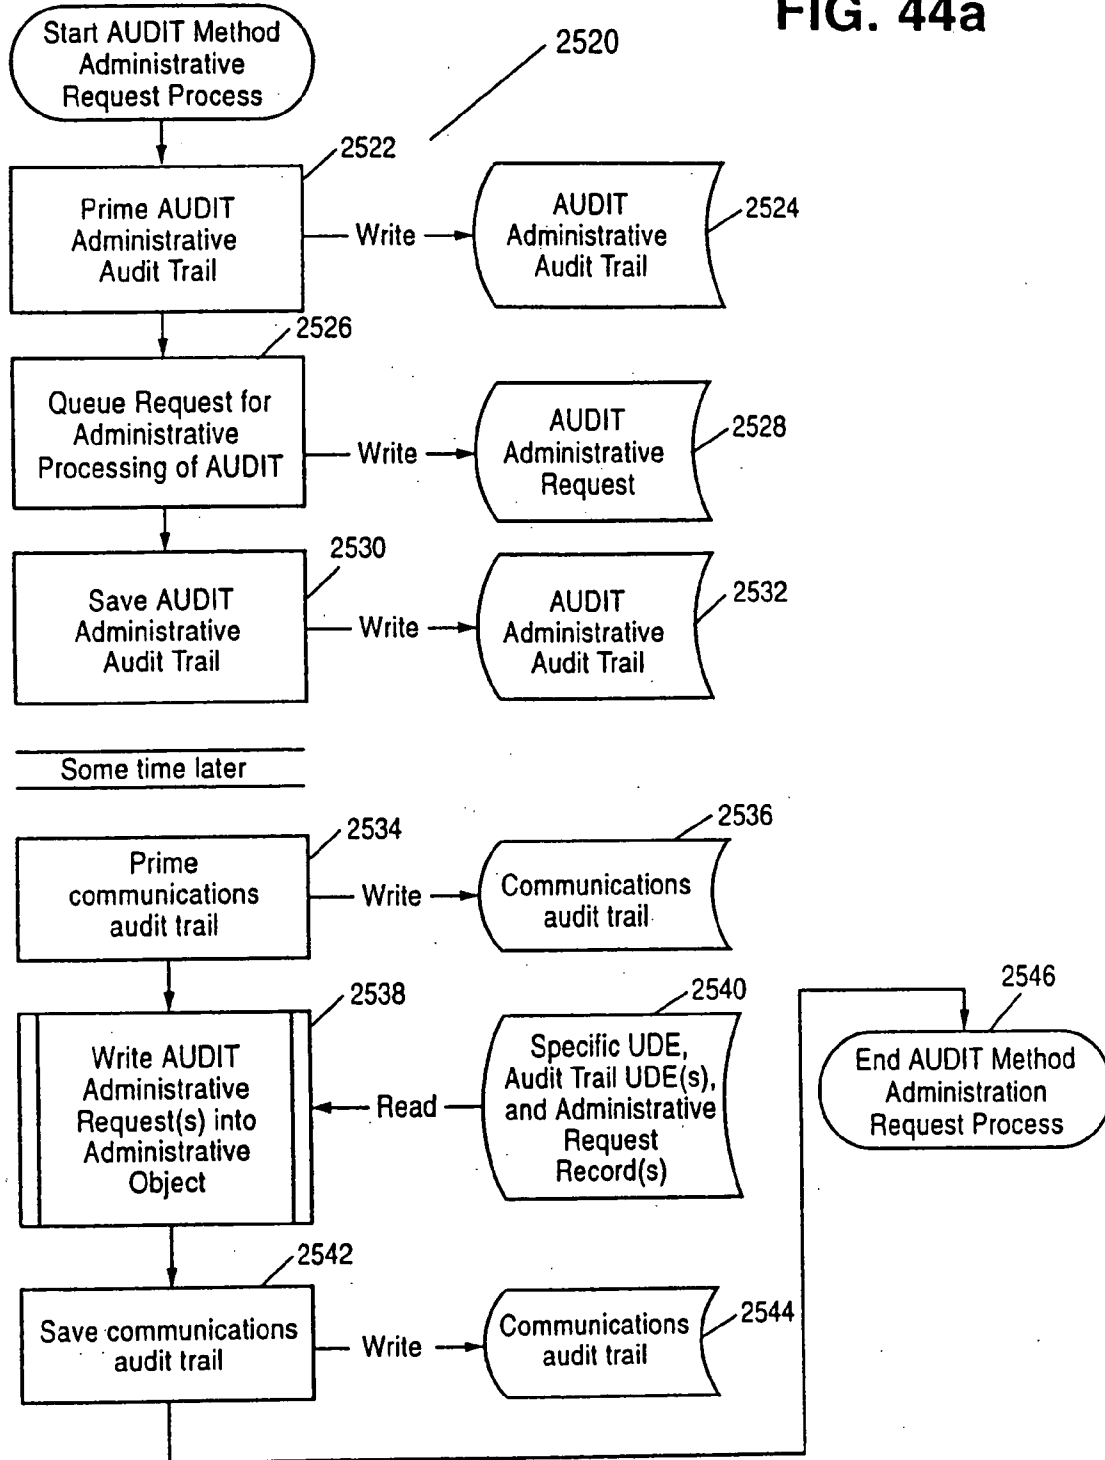 FIG. 44a
Start AUDIT Method
Administrative
Request Process
2520
2522
Prime AUDIT
Administrative
Audit Trail
Write
AUDIT
Administrative
Audit Trail
2524
2526
Queue Request for
Administrative
Processing of AUDIT
Write
AUDIT
Administrative
Request
2528
2530
Save AUDIT
Administrative
Audit Trail
Write
AUDIT
Administrative
Audit Trail
2532
Some time later
2534
Prime
communications
audit trail
Write
2536
Communications
audit trail
2538
Write AUDIT
Administrative
Request(s) into
Administrative
Object
Read
2540
Specific UDE,
Audit Trail UDE(s),
and Administrative
Request
Record(s)
2546
End AUDIT Method
Administration
Request Process
2542
Save communications
audit trail
Write
Communications
audit trail
2544